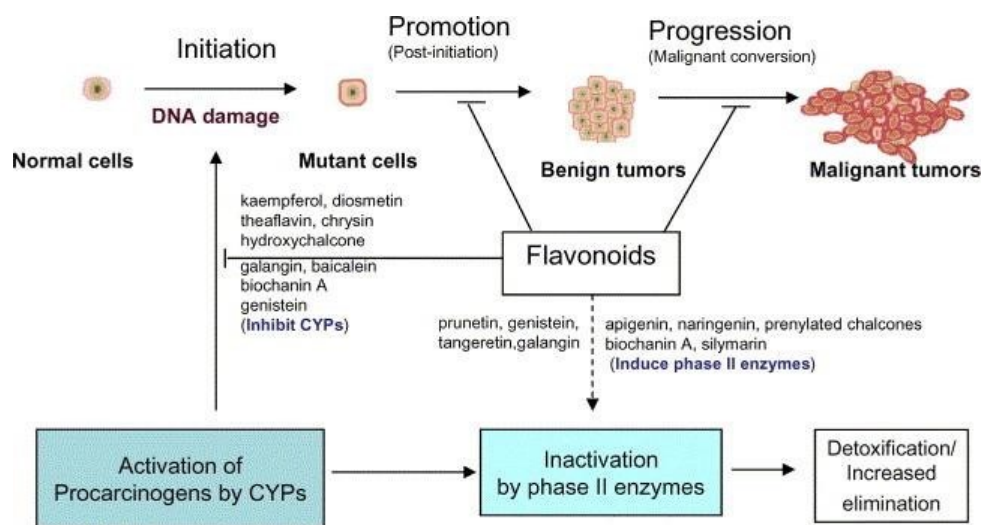 Initiation
Promotion
(Post-initiation)
Progression
(Malignant conversion)
DNA damage
Normal cells
Mutant cells
Benign tumors
Malignant tumors
kaempferol, diosmetin
theaflavin, chrysin
hydroxychalcone
galangin, baicalein
biochanin A
genistein
(Inhibit CYPs)
Flavonoids
prunetin, genistein,
tangeretin,galangin
apigenin, naringenin, prenylated chalcones
biochanin A, silymarin
(Induce phase II enzymes)
Activation of
Procarcinogens by CYPs
Inactivation
by phase II enzymes
Detoxification/
Increased
elimination